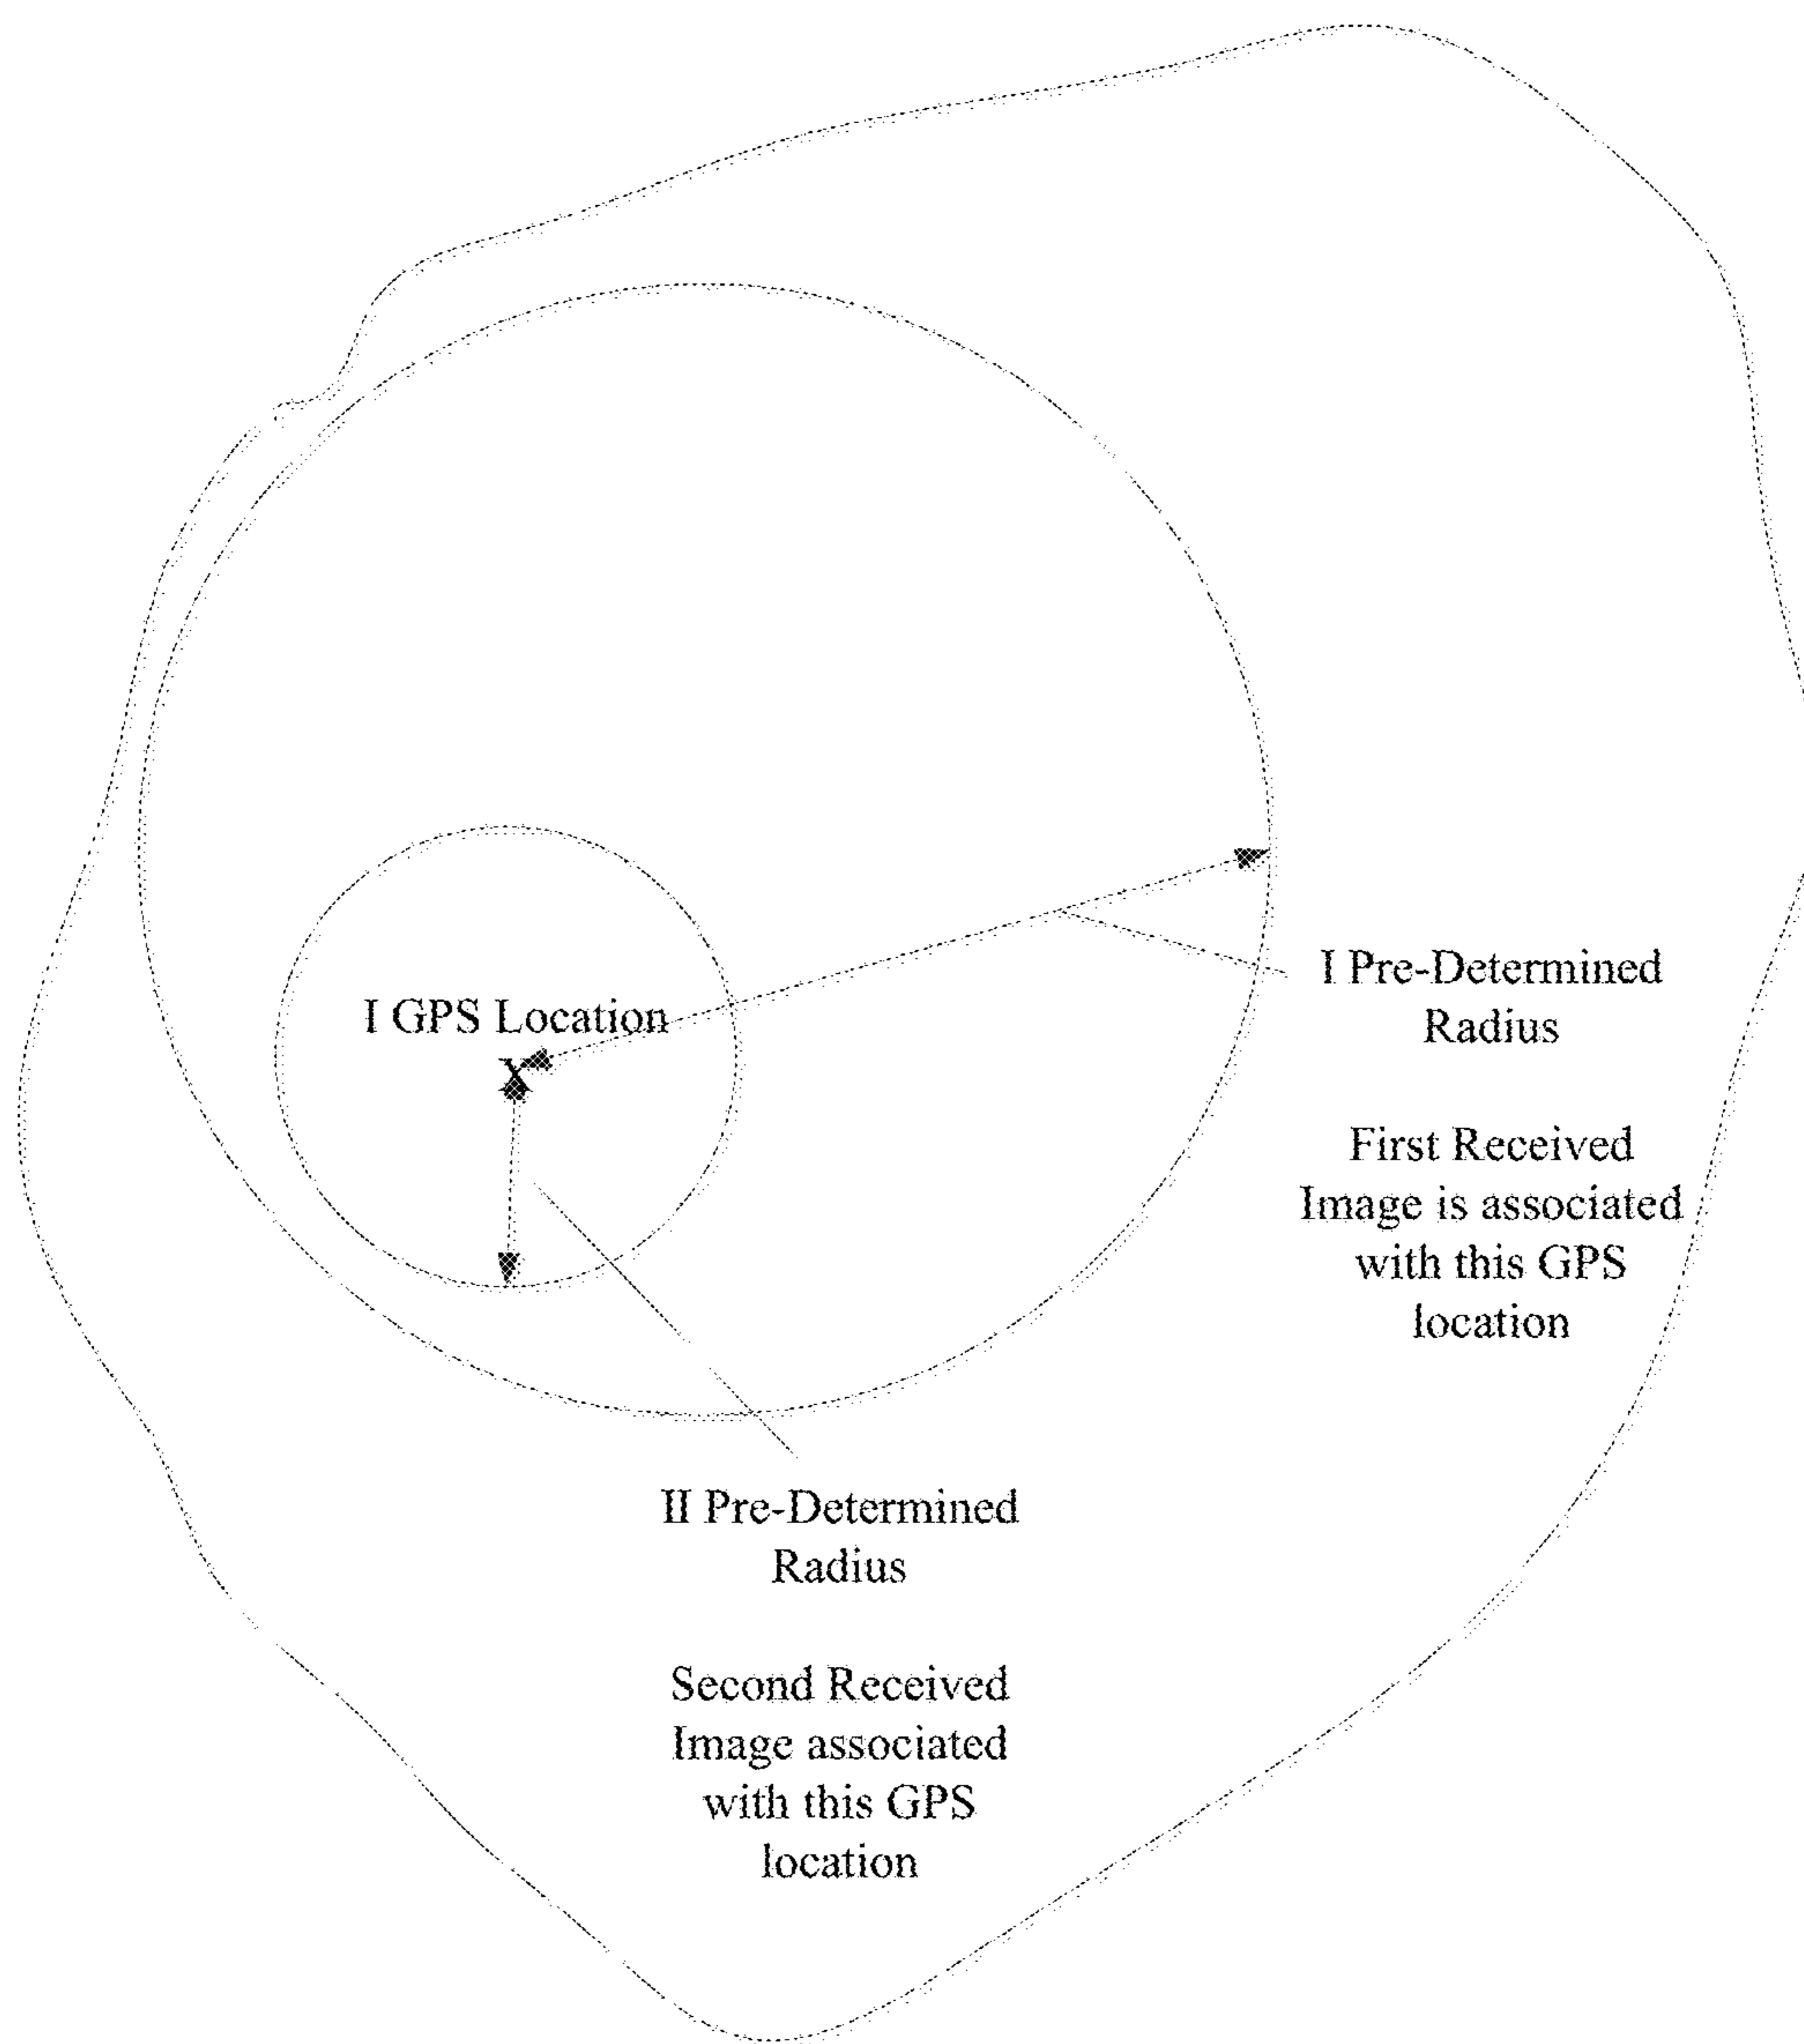 I GPS Location
X
I Pre-Determined
Radius
First Received
Image is associated
with this GPS
location
II Pre-Determined
Radius
Second Received
Image associated
with this GPS
location